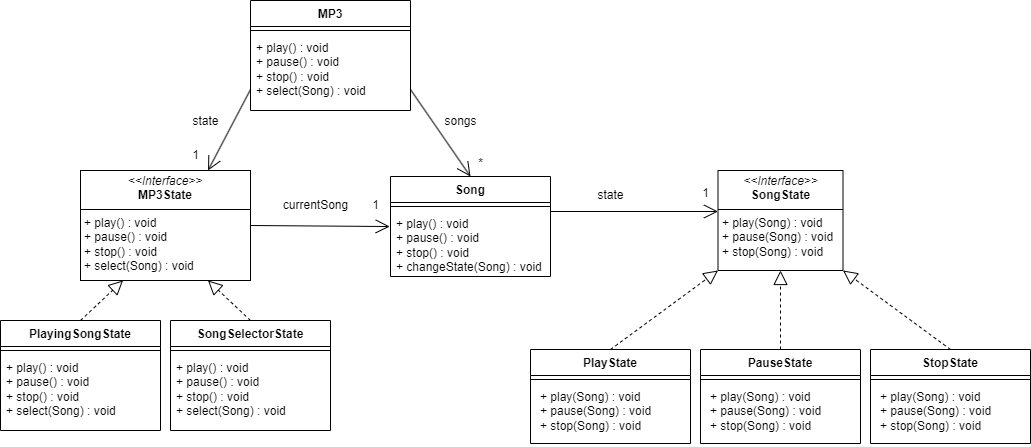 MP3
+ play() : void
+ pause() : void
+ stop() : void
+ select(Song) : void
state
songs
1
*
<<Interface>>
MP3State
+ play() : void
+ pause() : void
+ stop() : void
+ select(Song) : void
currentSong
1
Song
+ play() : void
+ pause() : void
+ stop() : void
+ changeState(Song) : void
state
1
<<Interface>>
SongState
+ play(Song) : void
+ pause(Song) : void
+ stop(Song) : void
PlayingSongState
+ play() : void
+ pause() : void
+ stop() : void
+ select(Song) : void
SongSelectorState
+ play() : void
+ pause() : void
+ stop() : void
+ select(Song) : void
PlayState
+ play(Song) : void
+ pause(Song) : void
+ stop(Song) : void
PauseState
+ play(Song) : void
+ pause(Song) : void
+ stop(Song) : void
StopState
+ play(Song) : void
+ pause(Song) : void
+ stop(Song) : void